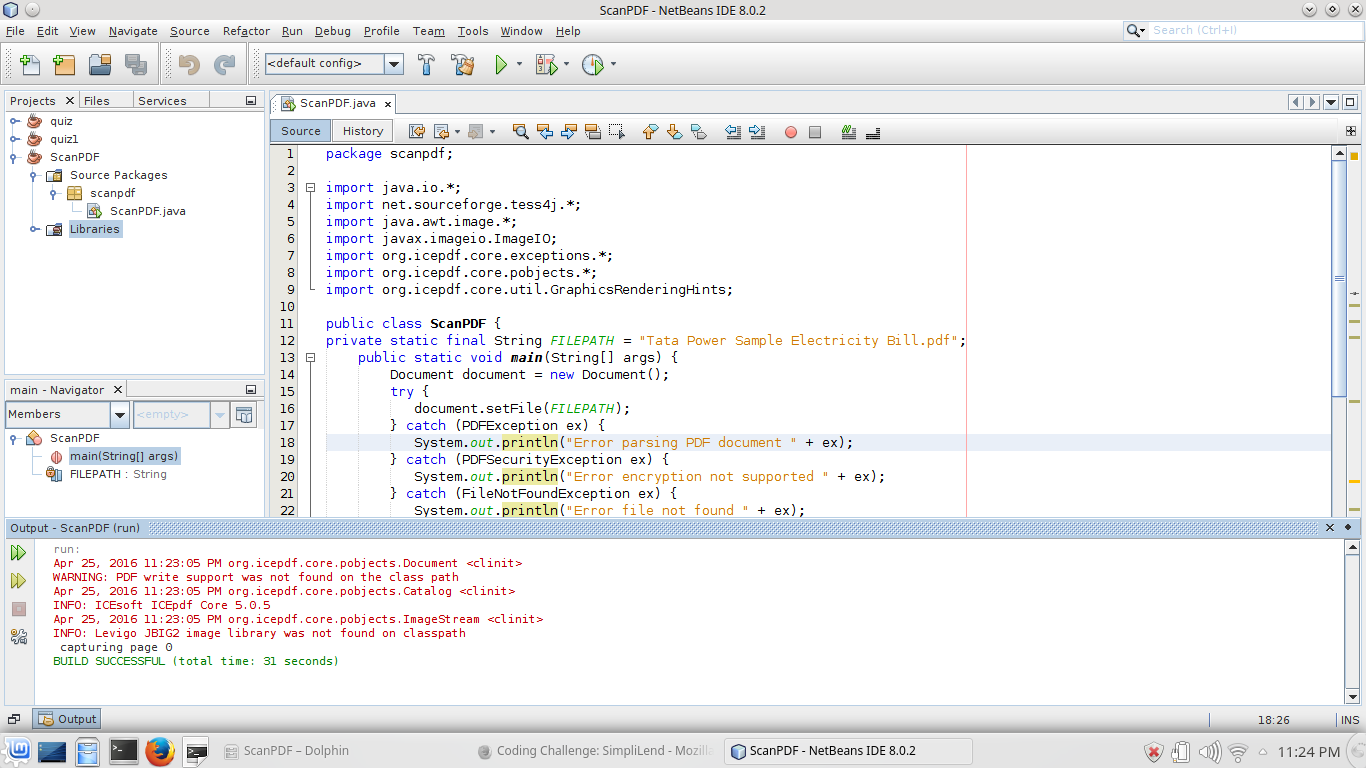 ScanPDF - NetBeans IDE 8.0.2
File Edit View Navigate Source Refactor Run Debug Profile Team Tools Window Help
Search (Ctrl+I)
<default config>
Projects Files Services
quiz
quiz1
ScanPDF
Source Packages
scanpdf
ScanPDF.java
Libraries
main - Navigator
Members <empty>
ScanPDF
main(String[] args)
FILEPATH : String
ScanPDF.java
Source History
1 package scanpdf;
2
3 import java.io.*;
4 import net.sourceforge.tess4j.*;
5 import java.awt.image.*;
6 import javax.imageio.ImageIO;
7 import org.icepdf.core.exceptions.*;
8 import org.icepdf.core.pobjects.*;
9 import org.icepdf.core.util.GraphicsRenderingHints;
10
11 public class ScanPDF {
12 private static final String FILEPATH = "Tata Power Sample Electricity Bill.pdf";
13 public static void main(String[] args) {
14 Document document = new Document();
15 try {
16 document.setFile(FILEPATH);
17 } catch (PDFException ex) {
18 System.out.println("Error parsing PDF document " + ex);
19 } catch (PDFSecurityException ex) {
20 System.out.println("Error encryption not supported " + ex);
21 } catch (FileNotFoundException ex) {
22 System.out.println("Error file not found " + ex);
Output - ScanPDF (run)
run:
Apr 25, 2016 11:23:05 PM org.icepdf.core.pobjects.Document <clinit>
WARNING: PDF write support was not found on the class path
Apr 25, 2016 11:23:05 PM org.icepdf.core.pobjects.Catalog <clinit>
INFO: ICEsoft ICEpdf Core 5.0.5
Apr 25, 2016 11:23:05 PM org.icepdf.core.pobjects.ImageStream <clinit>
INFO: Levigo JBIG2 image library was not found on classpath
capturing page 0
BUILD SUCCESSFUL (total time: 31 seconds)
Output
18:26 INS
ScanPDF – Dolphin
Coding Challenge: SimpliLend - Mozill
ScanPDF - NetBeans IDE 8.0.2
11:24 PM